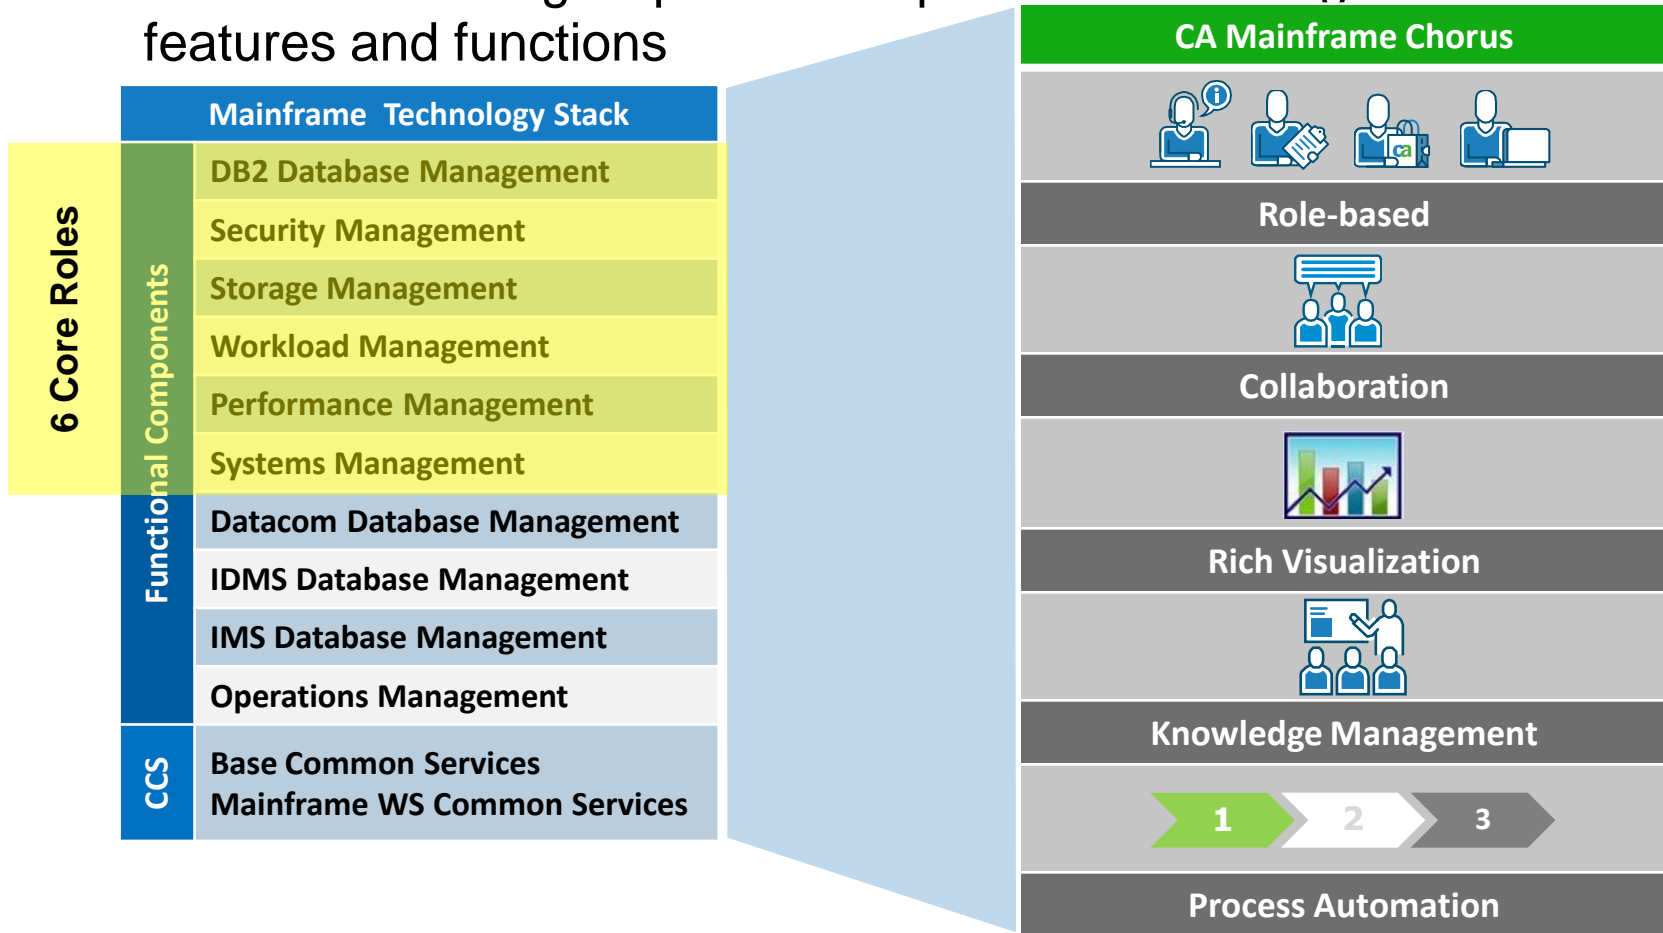 features and functions
Mainframe Technology Stack
6 Core Roles
Functional Components
DB2 Database Management
Security Management
Storage Management
Workload Management
Performance Management
Systems Management
Datacom Database Management
IDMS Database Management
IMS Database Management
Operations Management
CCS
Base Common Services
Mainframe WS Common Services
CA Mainframe Chorus
i
ca
Role-based
Collaboration
Rich Visualization
Knowledge Management
1 2 3
Process Automation